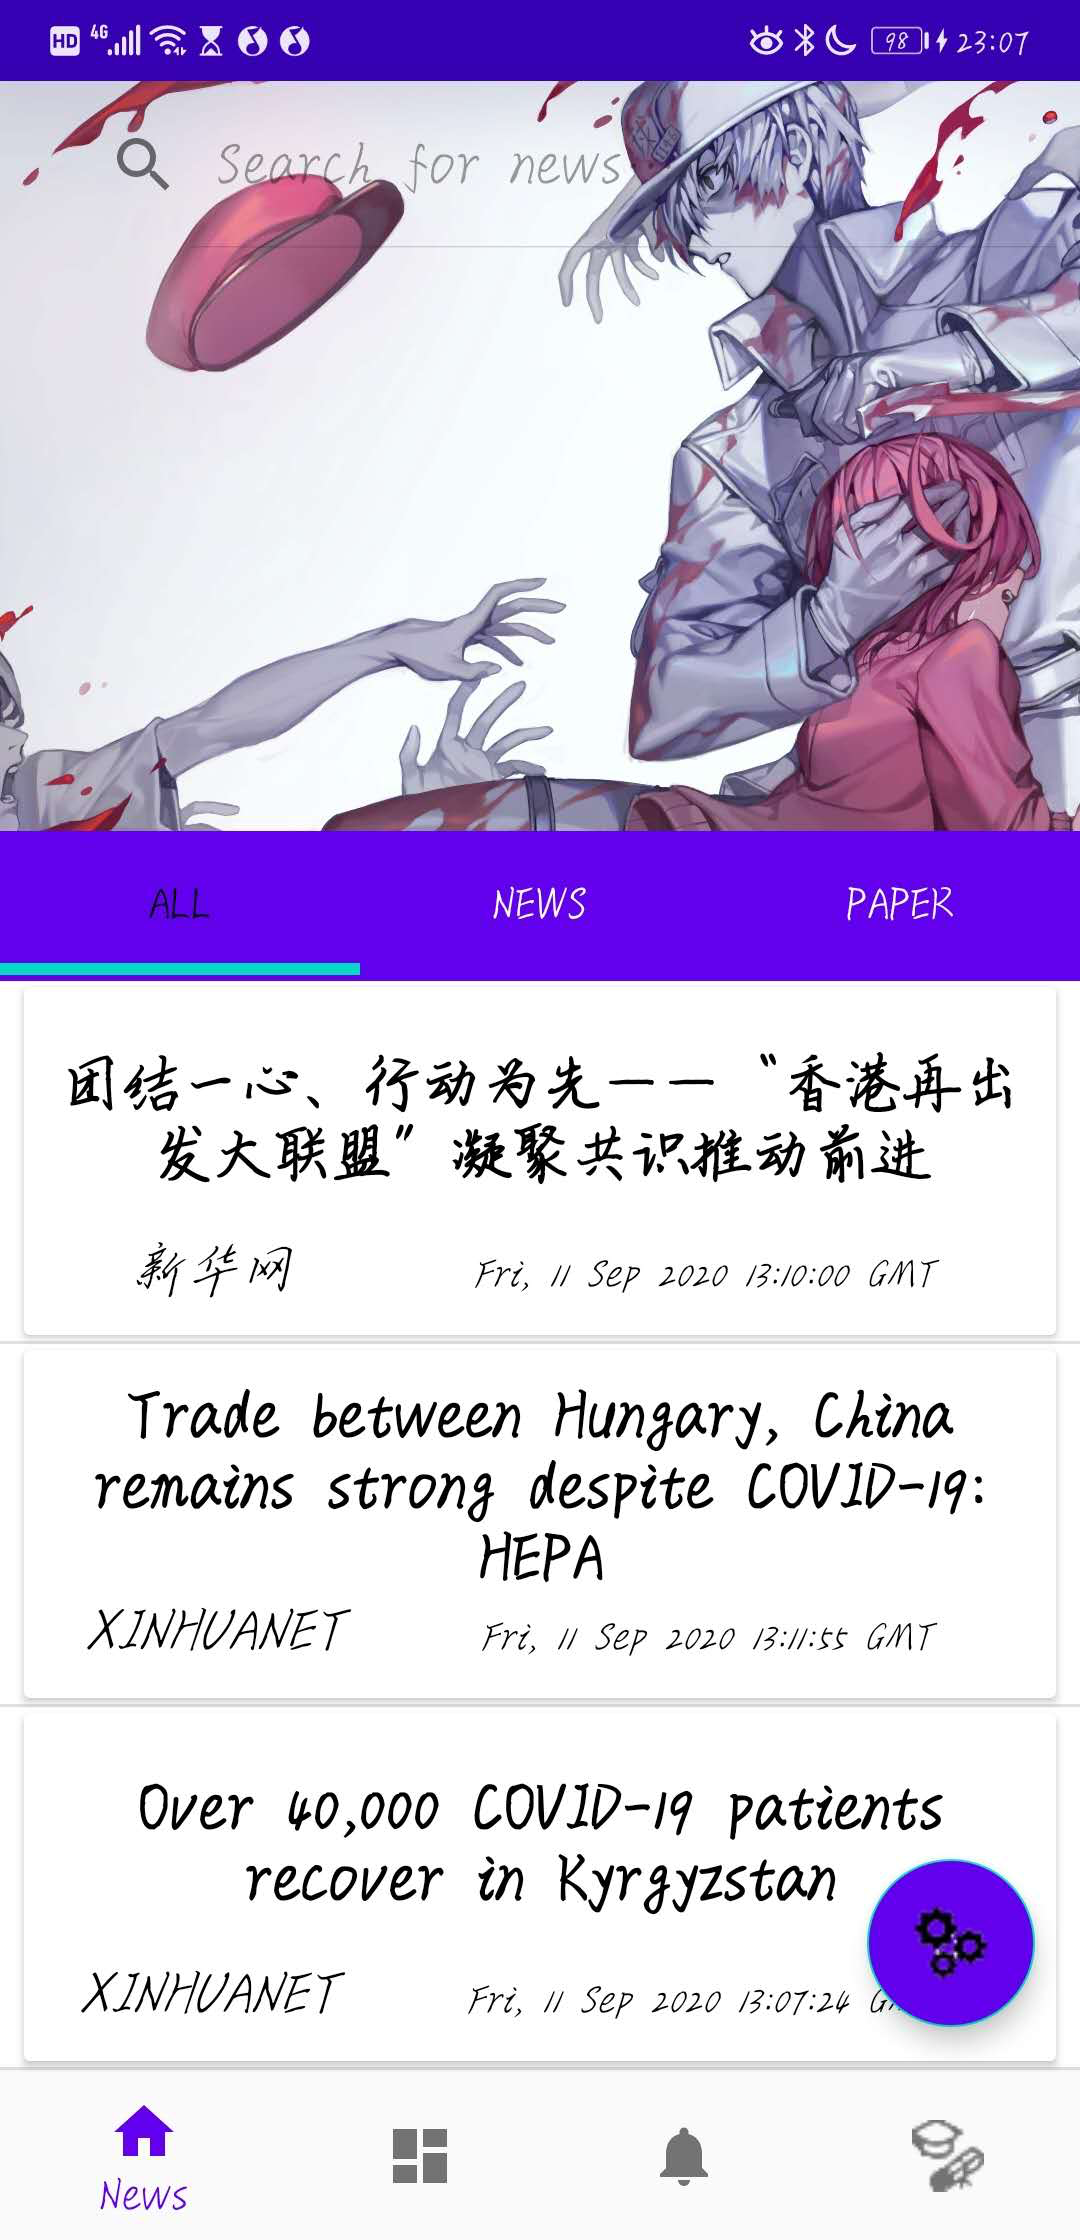 HD 4G 98 23:07
Search for news
ALL NEWS PAPER
团结一心、行动为先——“香港再出
发大联盟”凝聚共识推动前进
新华网 Fri, 11 Sep 2020 13:10:00 GMT
Trade between Hungary, China
remains strong despite COVID-19:
HEPA
XINHUANET Fri, 11 Sep 2020 13:11:55 GMT
Over 40,000 COVID-19 patients
recover in Kyrgyzstan
XINHUANET Fri, 11 Sep 2020 13:07:24
News